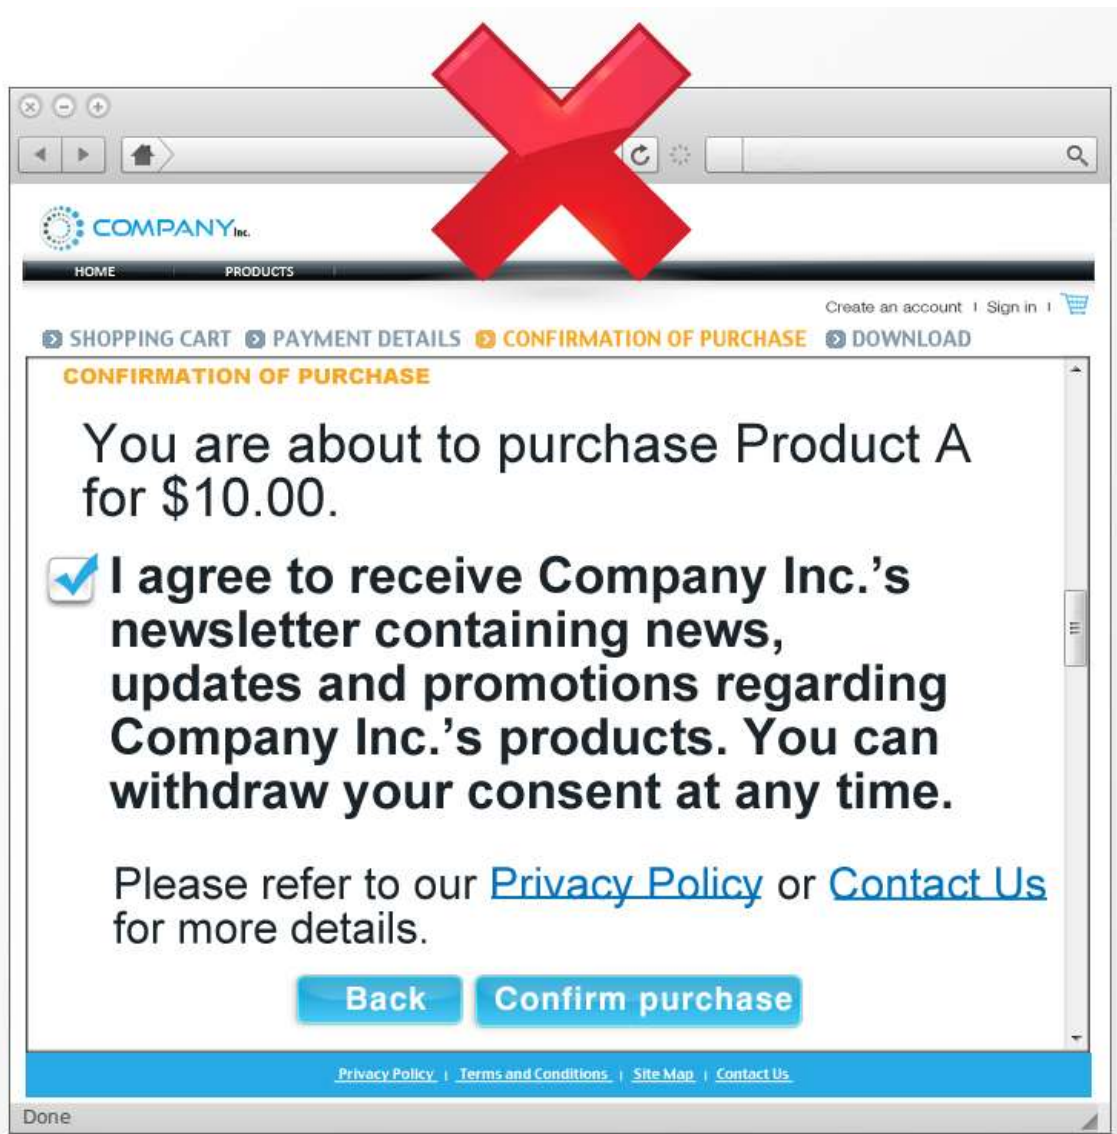 COMPANY Inc.
HOME PRODUCTS
Create an account | Sign in |
SHOPPING CART PAYMENT DETAILS CONFIRMATION OF PURCHASE DOWNLOAD
CONFIRMATION OF PURCHASE
You are about to purchase Product A
for $10.00.
I agree to receive Company Inc.’s
newsletter containing news,
updates and promotions regarding
Company Inc.’s products. You can
withdraw your consent at any time.
Please refer to our Privacy Policy or Contact Us
for more details.
Back Confirm purchase
Privacy Policy | Terms and Conditions | Site Map | Contact Us
Done